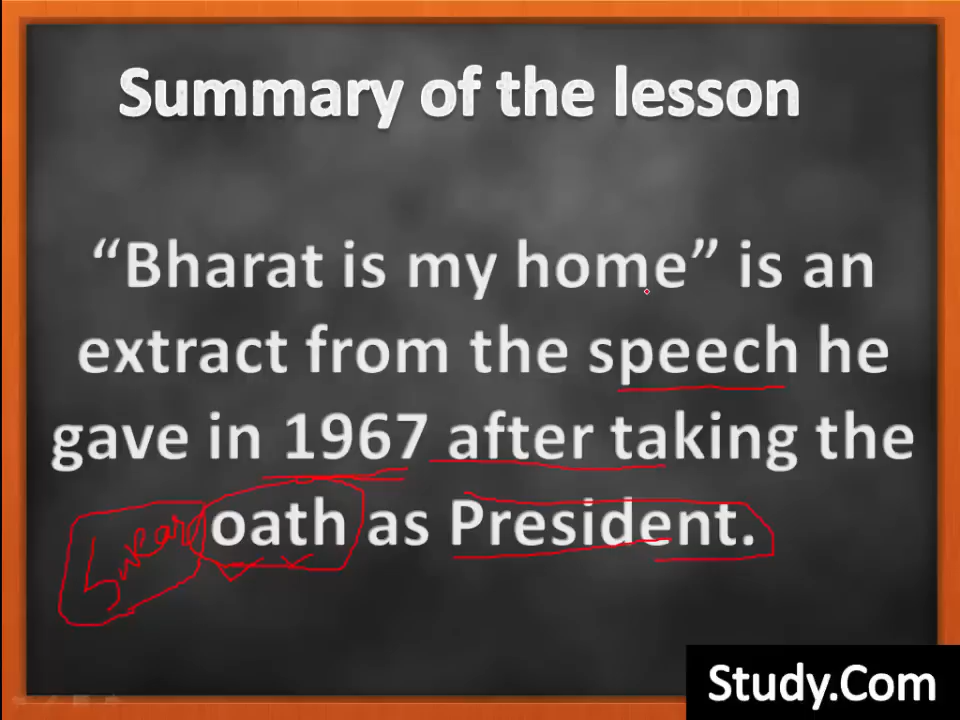 Summary of the lesson
“Bharat is my home” is an
extract from the speech he
gave in 1967 after taking the
oath as President.
Swear
Study.Com